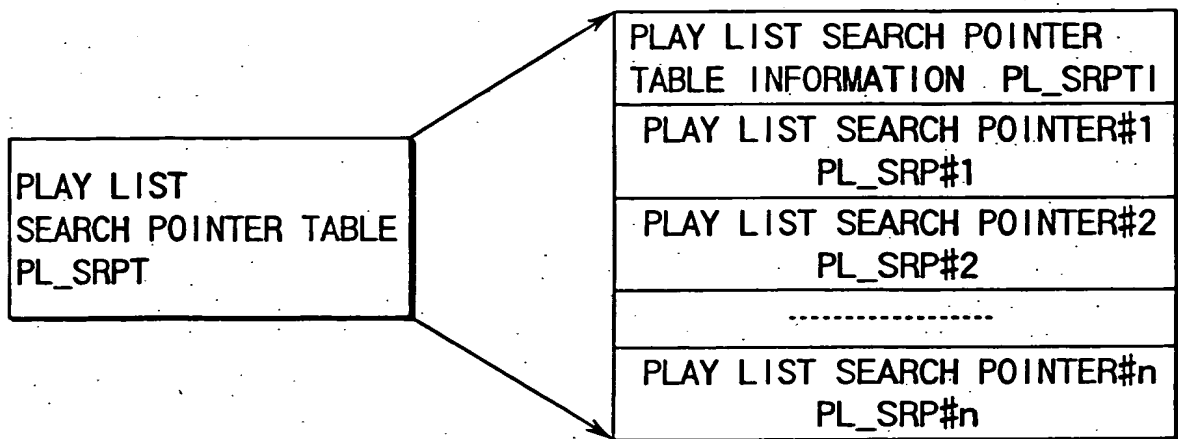 PLAY LIST
SEARCH POINTER TABLE
PL_SRPT
PLAY LIST SEARCH POINTER
TABLE INFORMATION PL_SRPTI
PLAY LIST SEARCH POINTER#1
PL_SRP#1
PLAY LIST SEARCH POINTER#2
PL_SRP#2
------------------
PLAY LIST SEARCH POINTER#n
PL_SRP#n